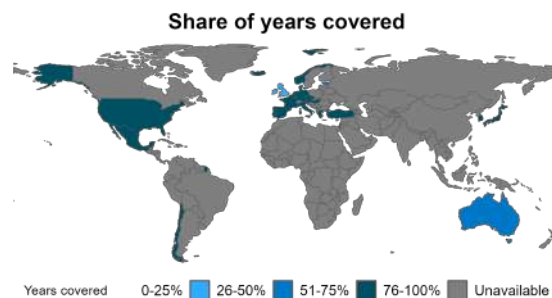 Share of years covered
Years covered 0-25% 26-50% 51-75% 76-100% Unavailable